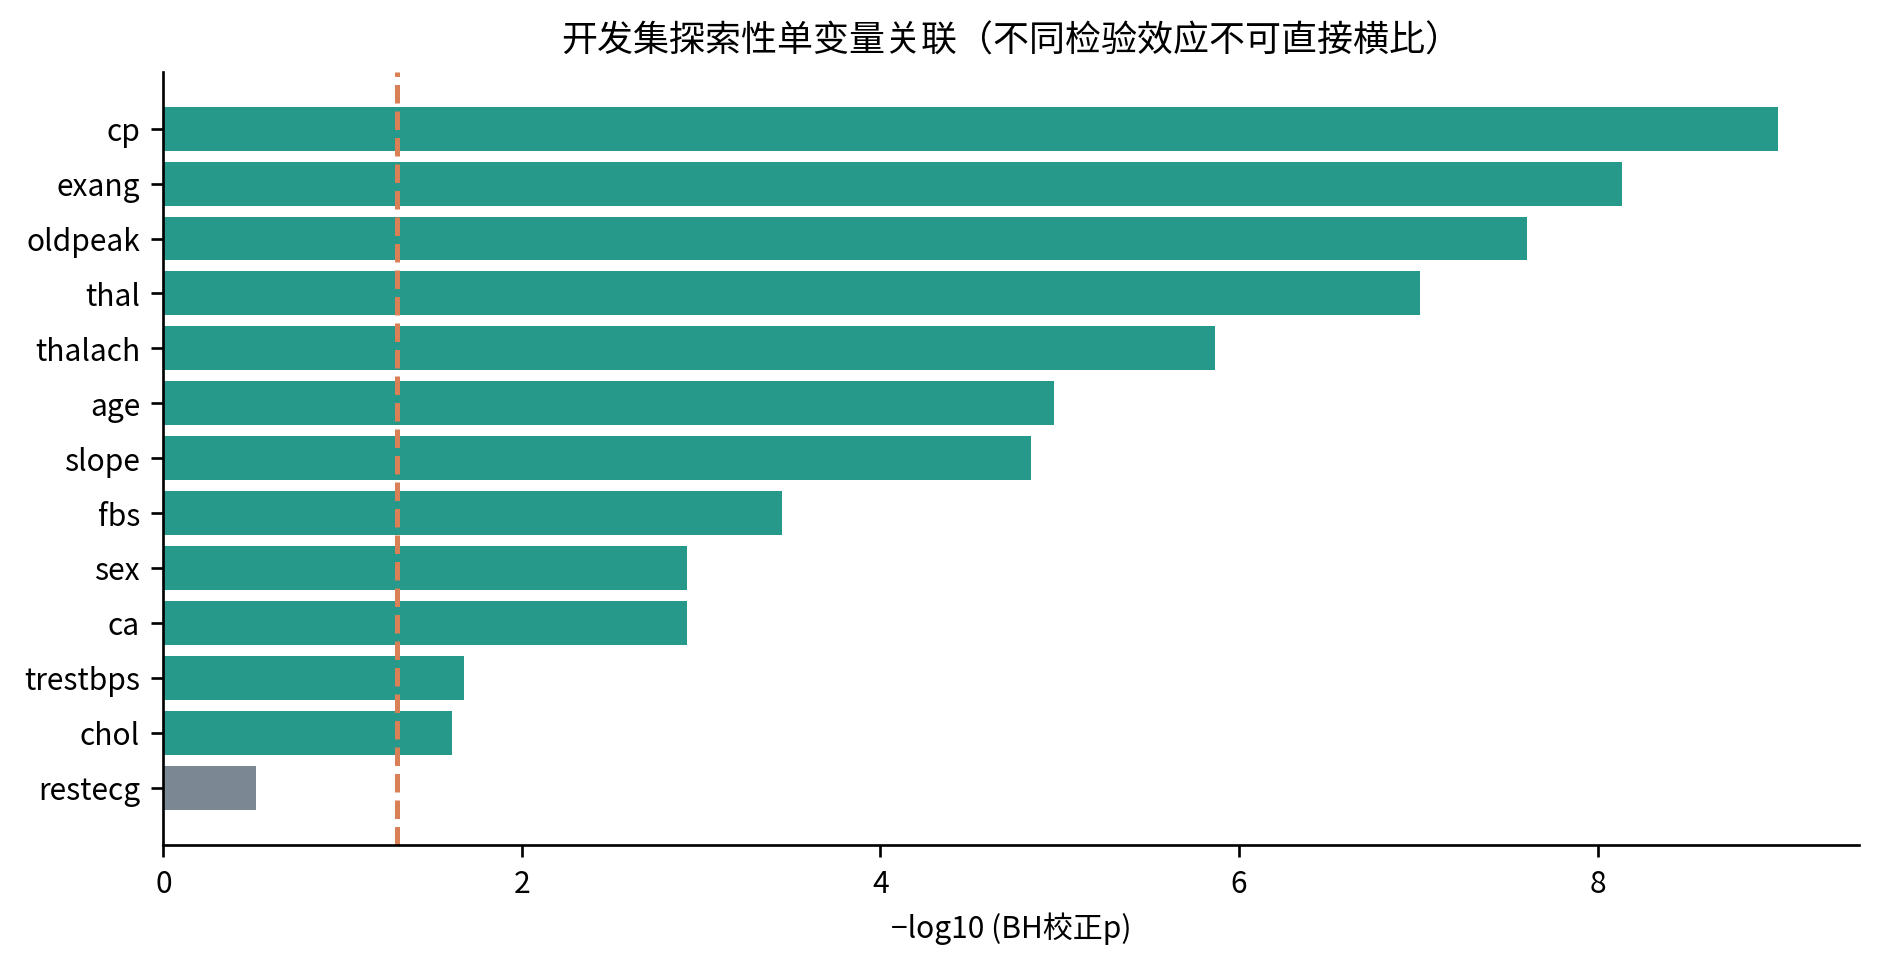 开发集探索性单变量关联（不同检验效应不可直接横比）
cp
exang
oldpeak
thal
thalach
age
slope
fbs
sex
ca
trestbps
chol
restecg
0 2 4 6 8
−log10 (BH校正p)